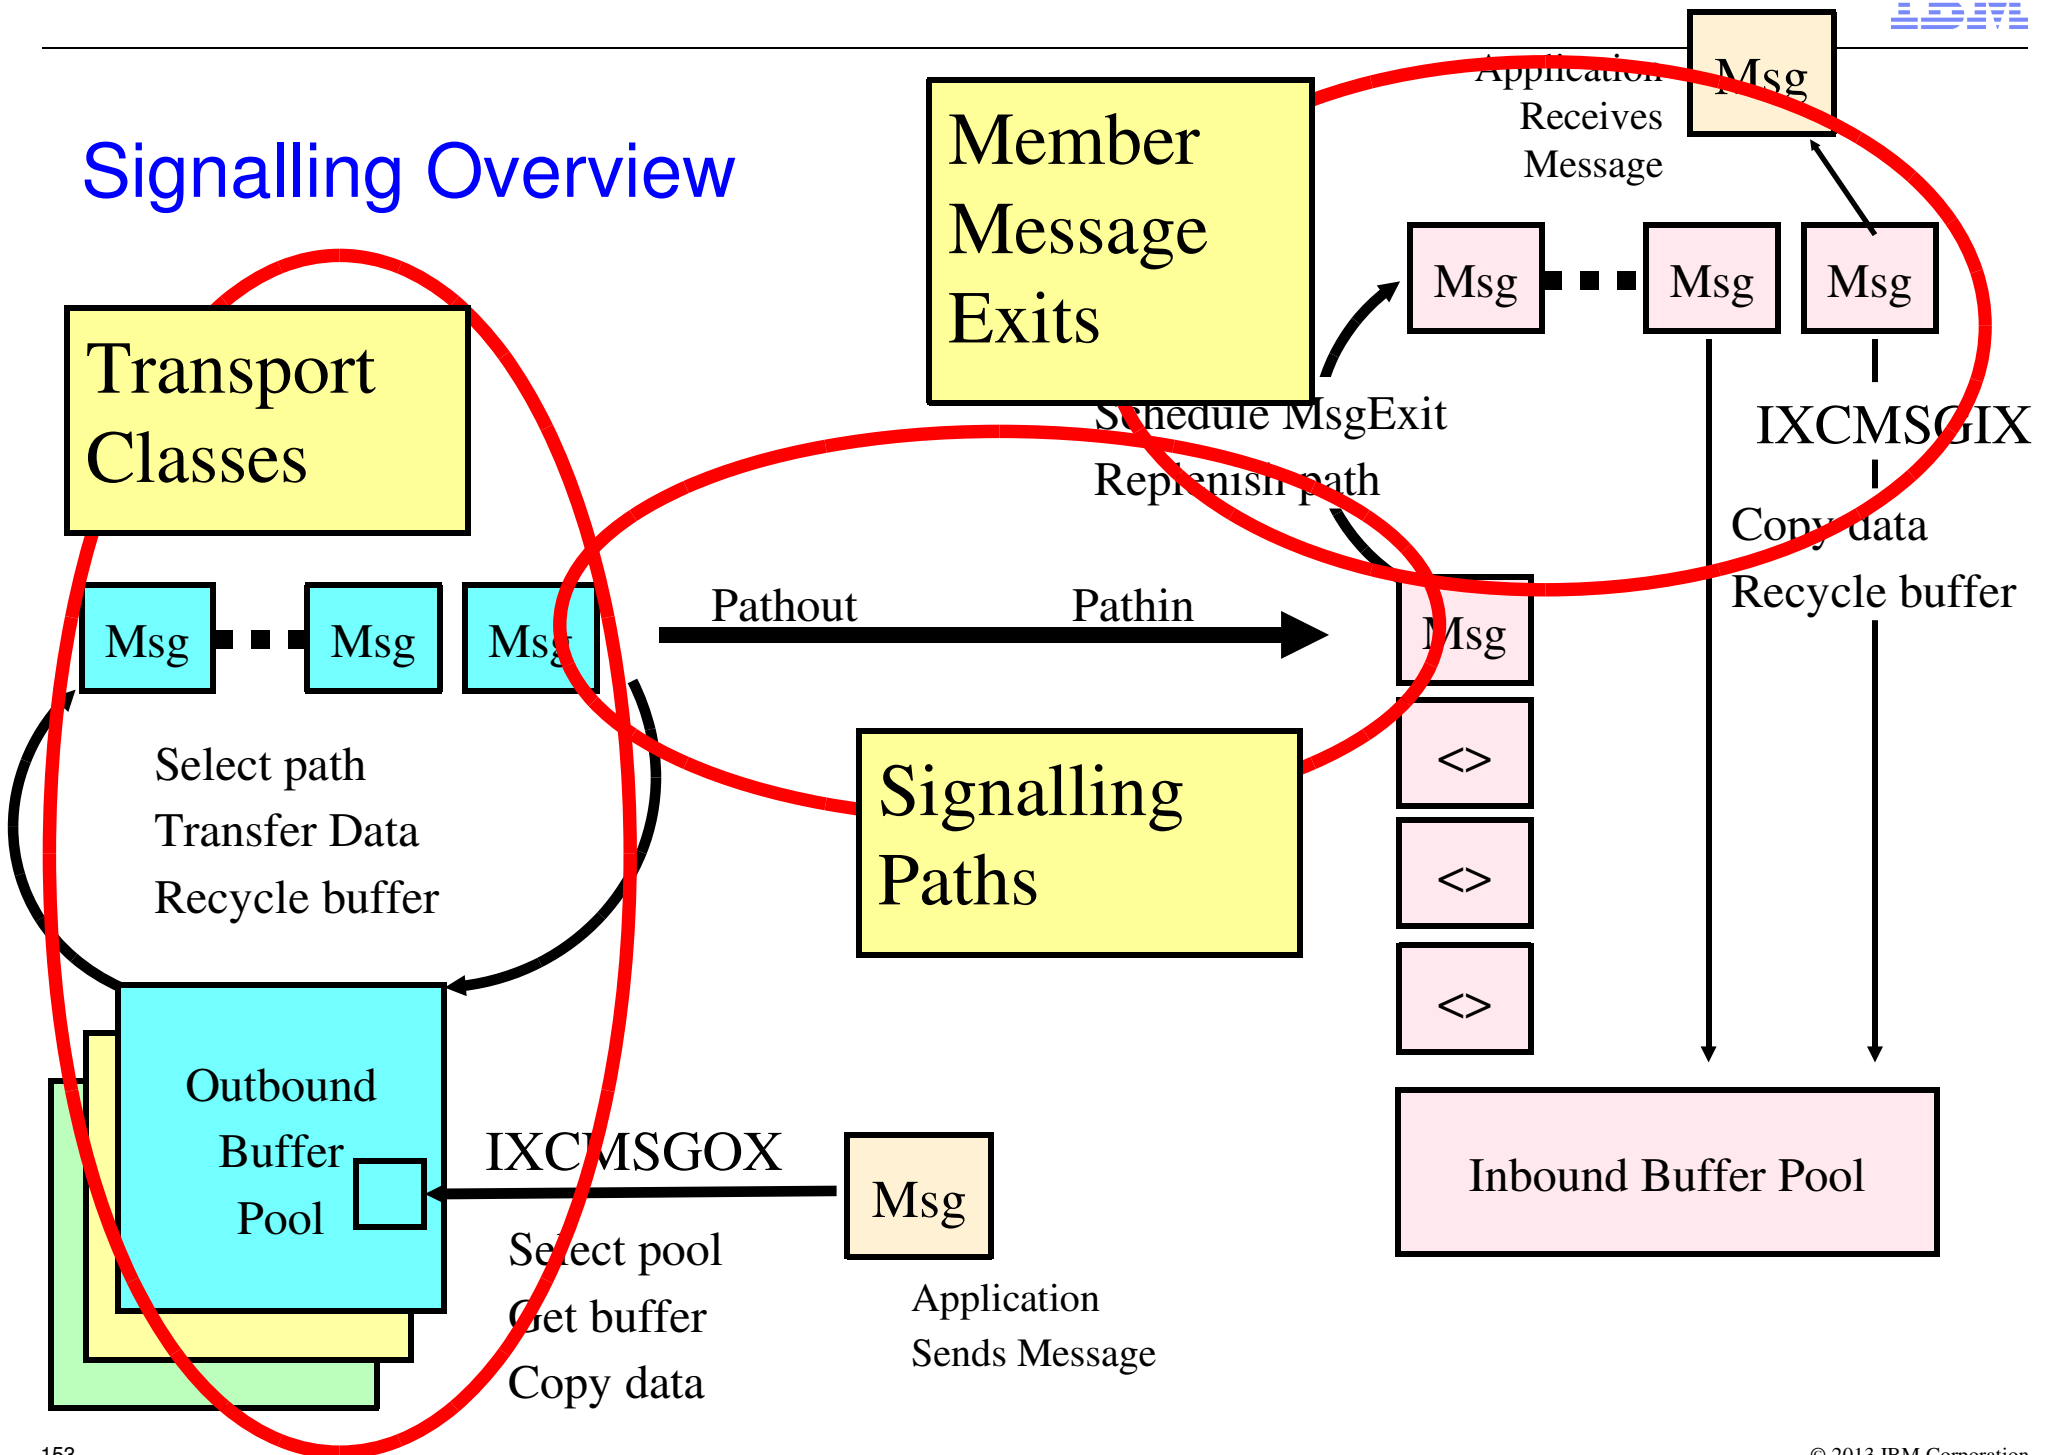 IBM
Signalling Overview
Application
Receives
Message
Msg
Member
Message
Exits
Msg
Msg
Msg
Transport
Classes
Schedule MsgExit
Replenish path
IXCMSGIX
Copy data
Recycle buffer
Msg
Msg
Msg
Pathout
Pathin
Msg
<>
<>
<>
Select path
Transfer Data
Recycle buffer
Signalling
Paths
Outbound
Buffer
Pool
IXCMSGOX
Msg
Select pool
Get buffer
Copy data
Application
Sends Message
Inbound Buffer Pool
153
© 2013 IBM Corporation